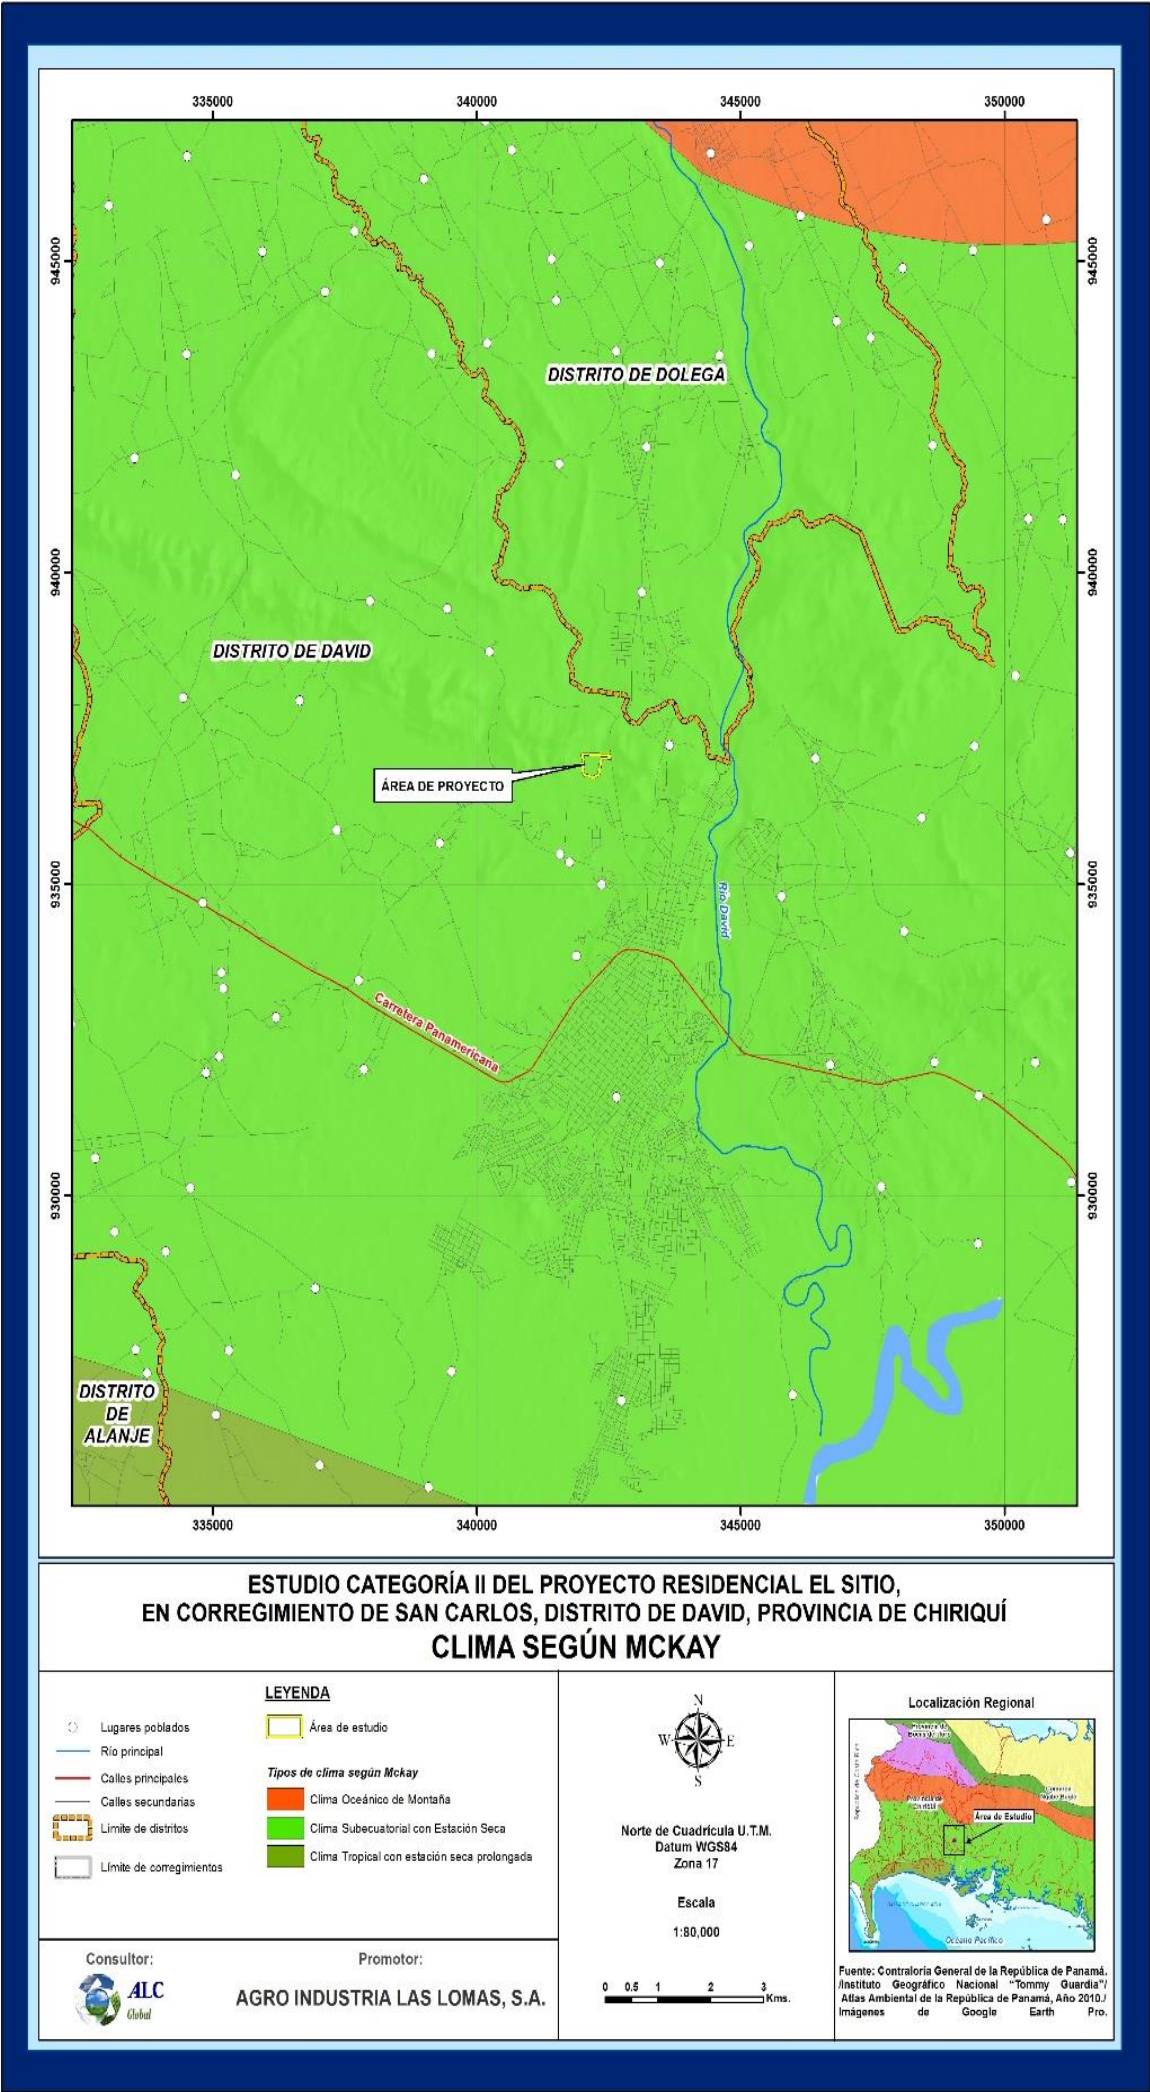 335000
340000
345000
350000
945000
945000
DISTRITO DE DOLEGA
940000
940000
DISTRITO DE DAVID
ÁREA DE PROYECTO
935000
935000
Río David
Carretera Panamericana
930000
930000
DISTRITO
DE
ALANJE
335000
340000
345000
350000
ESTUDIO CATEGORÍA II DEL PROYECTO RESIDENCIAL EL SITIO,
EN CORREGIMIENTO DE SAN CARLOS, DISTRITO DE DAVID, PROVINCIA DE CHIRIQUÍ
CLIMA SEGÚN MCKAY
LEYENDA
Lugares poblados
Río principal
Calles principales
Calles secundarias
Límite de distritos
Límite de corregimientos
Área de estudio
Tipos de clima según Mckay
Clima Oceánico de Montaña
Clima Subecuatorial con Estación Seca
Clima Tropical con estación seca prolongada
N
W
E
S
Norte de Cuadrícula U.T.M.
Datum WGS84
Zona 17
Escala
1:80,000
0 0.5 1 2 3
Kms.
Localización Regional
Provincia de
Chiriquí
Área de Estudio
Océano Pacífico
Fuente: Contraloría General de la República de Panamá.
/Instituto Geográfico Nacional "Tommy Guardia"/
Atlas Ambiental de la República de Panamá, Año 2010./
Imágenes de Google Earth Pro.
Consultor:
ALC
Global
Promotor:
AGRO INDUSTRIA LAS LOMAS, S.A.